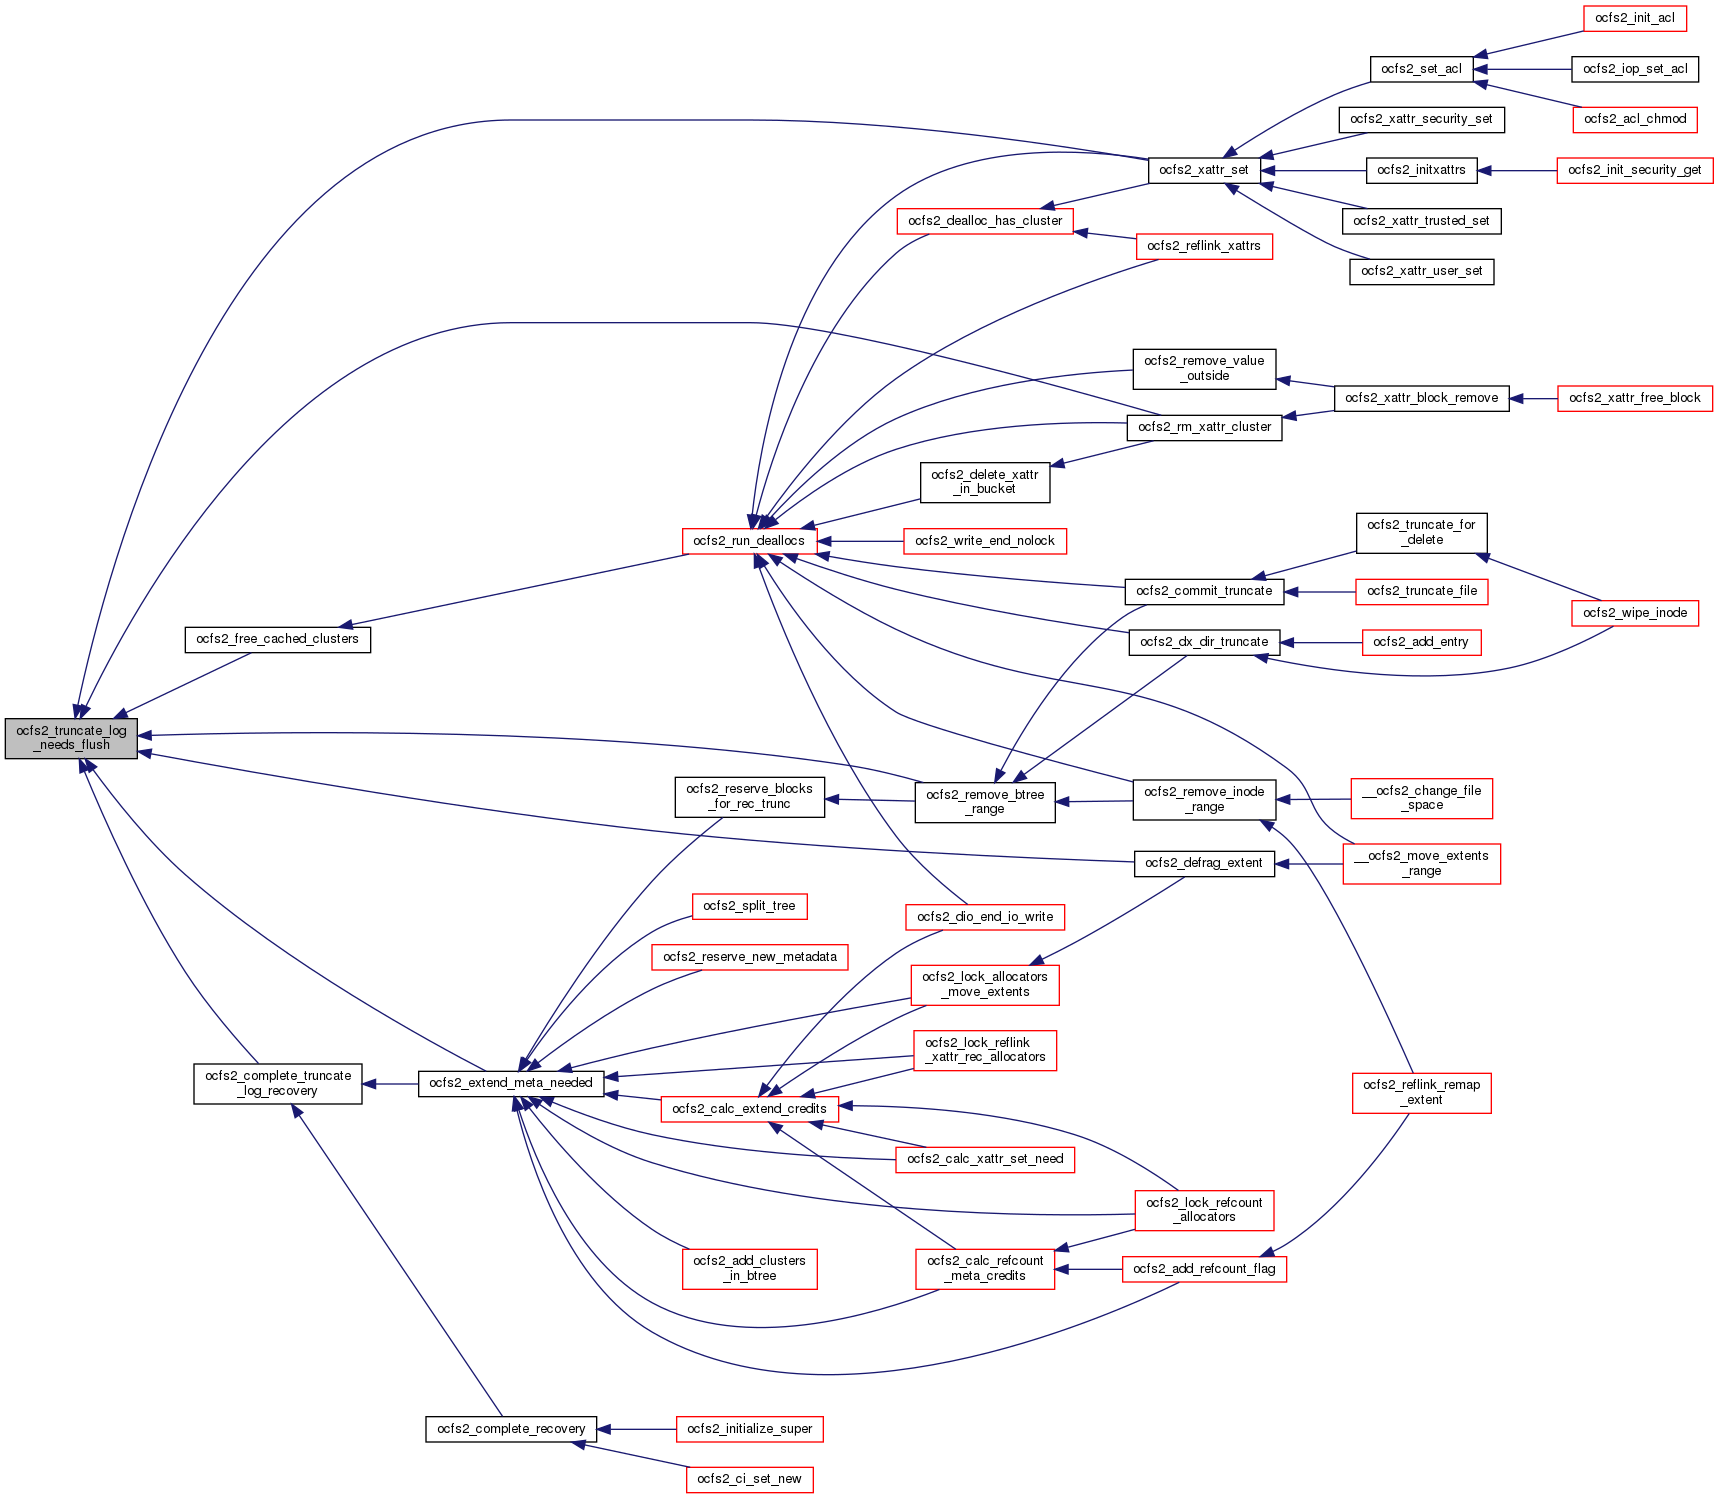 ocfs2_init_acl
ocfs2_set_acl
ocfs2_iop_set_acl
ocfs2_xattr_security_set
ocfs2_acl_chmod
ocfs2_xattr_set
ocfs2_initxattrs
ocfs2_init_security_get
ocfs2_dealloc_has_cluster
ocfs2_xattr_trusted_set
ocfs2_reflink_xattrs
ocfs2_xattr_user_set
ocfs2_remove_value
_outside
ocfs2_xattr_block_remove
ocfs2_xattr_free_block
ocfs2_rm_xattr_cluster
ocfs2_delete_xattr
_in_bucket
ocfs2_truncate_for
_delete
ocfs2_run_deallocs
ocfs2_write_end_nolock
ocfs2_commit_truncate
ocfs2_truncate_file
ocfs2_wipe_inode
ocfs2_free_cached_clusters
ocfs2_dx_dir_truncate
ocfs2_add_entry
ocfs2_truncate_log
_needs_flush
ocfs2_reserve_blocks
_for_rec_trunc
ocfs2_remove_btree
_range
ocfs2_remove_inode
_range
__ocfs2_change_file
_space
ocfs2_defrag_extent
__ocfs2_move_extents
_range
ocfs2_split_tree
ocfs2_dio_end_io_write
ocfs2_reserve_new_metadata
ocfs2_lock_allocators
_move_extents
ocfs2_lock_reflink
_xattr_rec_allocators
ocfs2_complete_truncate
_log_recovery
ocfs2_extend_meta_needed
ocfs2_reflink_remap
_extent
ocfs2_calc_extend_credits
ocfs2_calc_xattr_set_need
ocfs2_lock_refcount
_allocators
ocfs2_add_clusters
_in_btree
ocfs2_calc_refcount
_meta_credits
ocfs2_add_refcount_flag
ocfs2_complete_recovery
ocfs2_initialize_super
ocfs2_ci_set_new